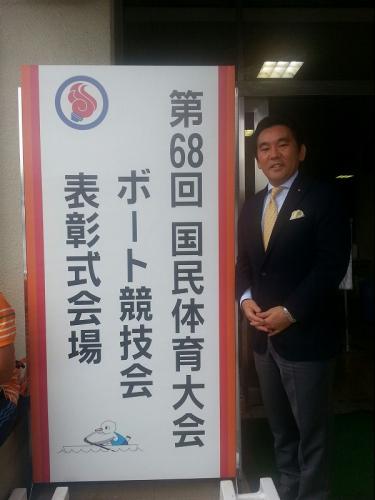 第68回 国民体育大会
ボート競技会
表彰式会場